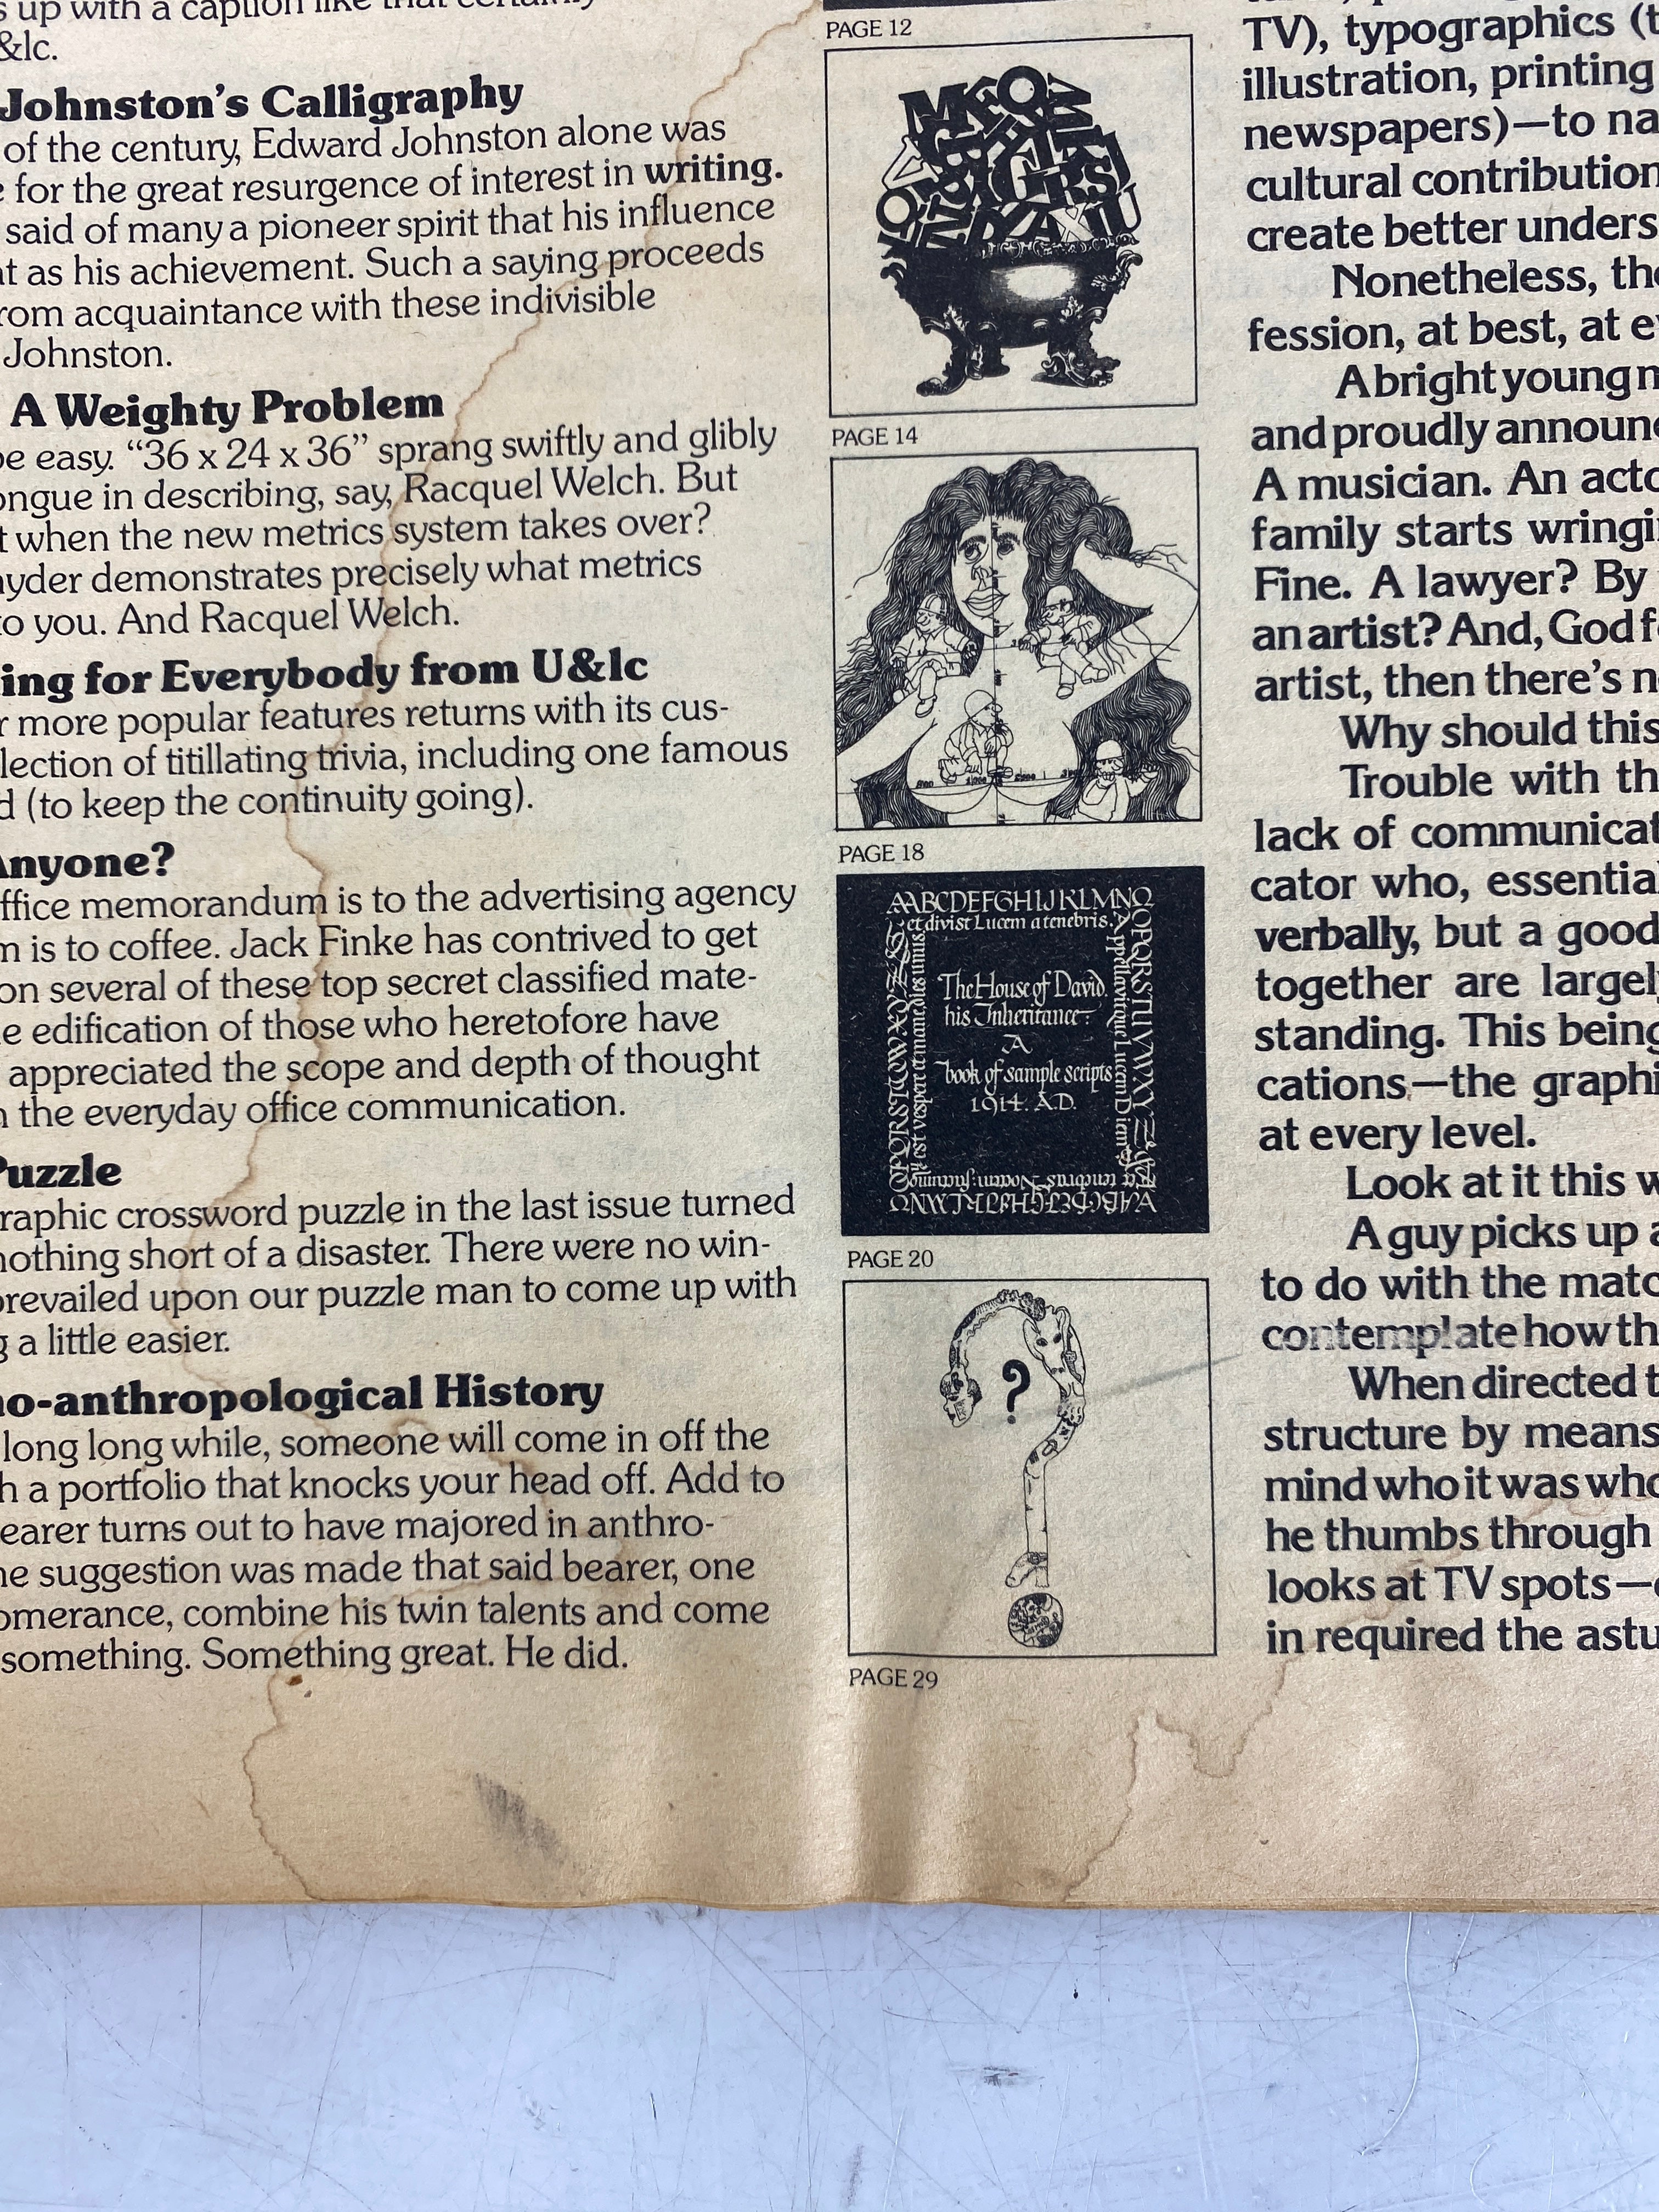 s up with a caption like that certainly
&lc.
Johnston's Calligraphy
of the century, Edward Johnston alone was
e for the great resurgence of interest in writing.
said of many a pioneer spirit that his influence
at as his achievement. Such a saying proceeds
rom acquaintance with these indivisible
Johnston.
A Weighty Problem
be easy. “36 x 24 x 36” sprang swiftly and glibly
ongue in describing, say, Racquel Welch. But
t when the new metrics system takes over?
nyder demonstrates precisely what metrics
to you. And Racquel Welch.
ing for Everybody from U&lc
r more popular features returns with its cus-
lection of titillating trivia, including one famous
d (to keep the continuity going).
Anyone?
ffice memorandum is to the advertising agency
m is to coffee. Jack Finke has contrived to get
on several of these top secret classified mate-
e edification of those who heretofore have
appreciated the scope and depth of thought
n the everyday office communication.
Puzzle
raphic crossword puzzle in the last issue turned
nothing short of a disaster. There were no win-
prevailed upon our puzzle man to come up with
g a little easier.
no-anthropological History
long long while, someone will come in off the
h a portfolio that knocks your head off. Add to
earer turns out to have majored in anthro-
ne suggestion was made that said bearer, one
omerance, combine his twin talents and come
something. Something great. He did.
PAGE 12
PAGE 14
PAGE 18
AABCDEFGHIJKLMNO
et divisit Lucem a tenebris.
OPQRSTUVWXYZ
Appellavitque Lucem Diem
The House of David,
his Inheritance:
A
book of sample scripts
1914. A.D.
PAGE 20
?
PAGE 29
TV), typographics (t
illustration, printing
newspapers)—to na
cultural contribution
create better unders
Nonetheless, the
fession, at best, at ev
A bright young m
and proudly announc
A musician. An acto
family starts wringi
Fine. A lawyer? By
an artist? And, God f
artist, then there's n
Why should this
Trouble with th
lack of communicat
cator who, essential
verbally, but a good
together are largely
standing. This being
cations—the graphi
at every level.
Look at it this w
A guy picks up a
to do with the matc
contemplate how th
When directed t
structure by means
mind who it was who
he thumbs through
looks at TV spots—
in required the astu